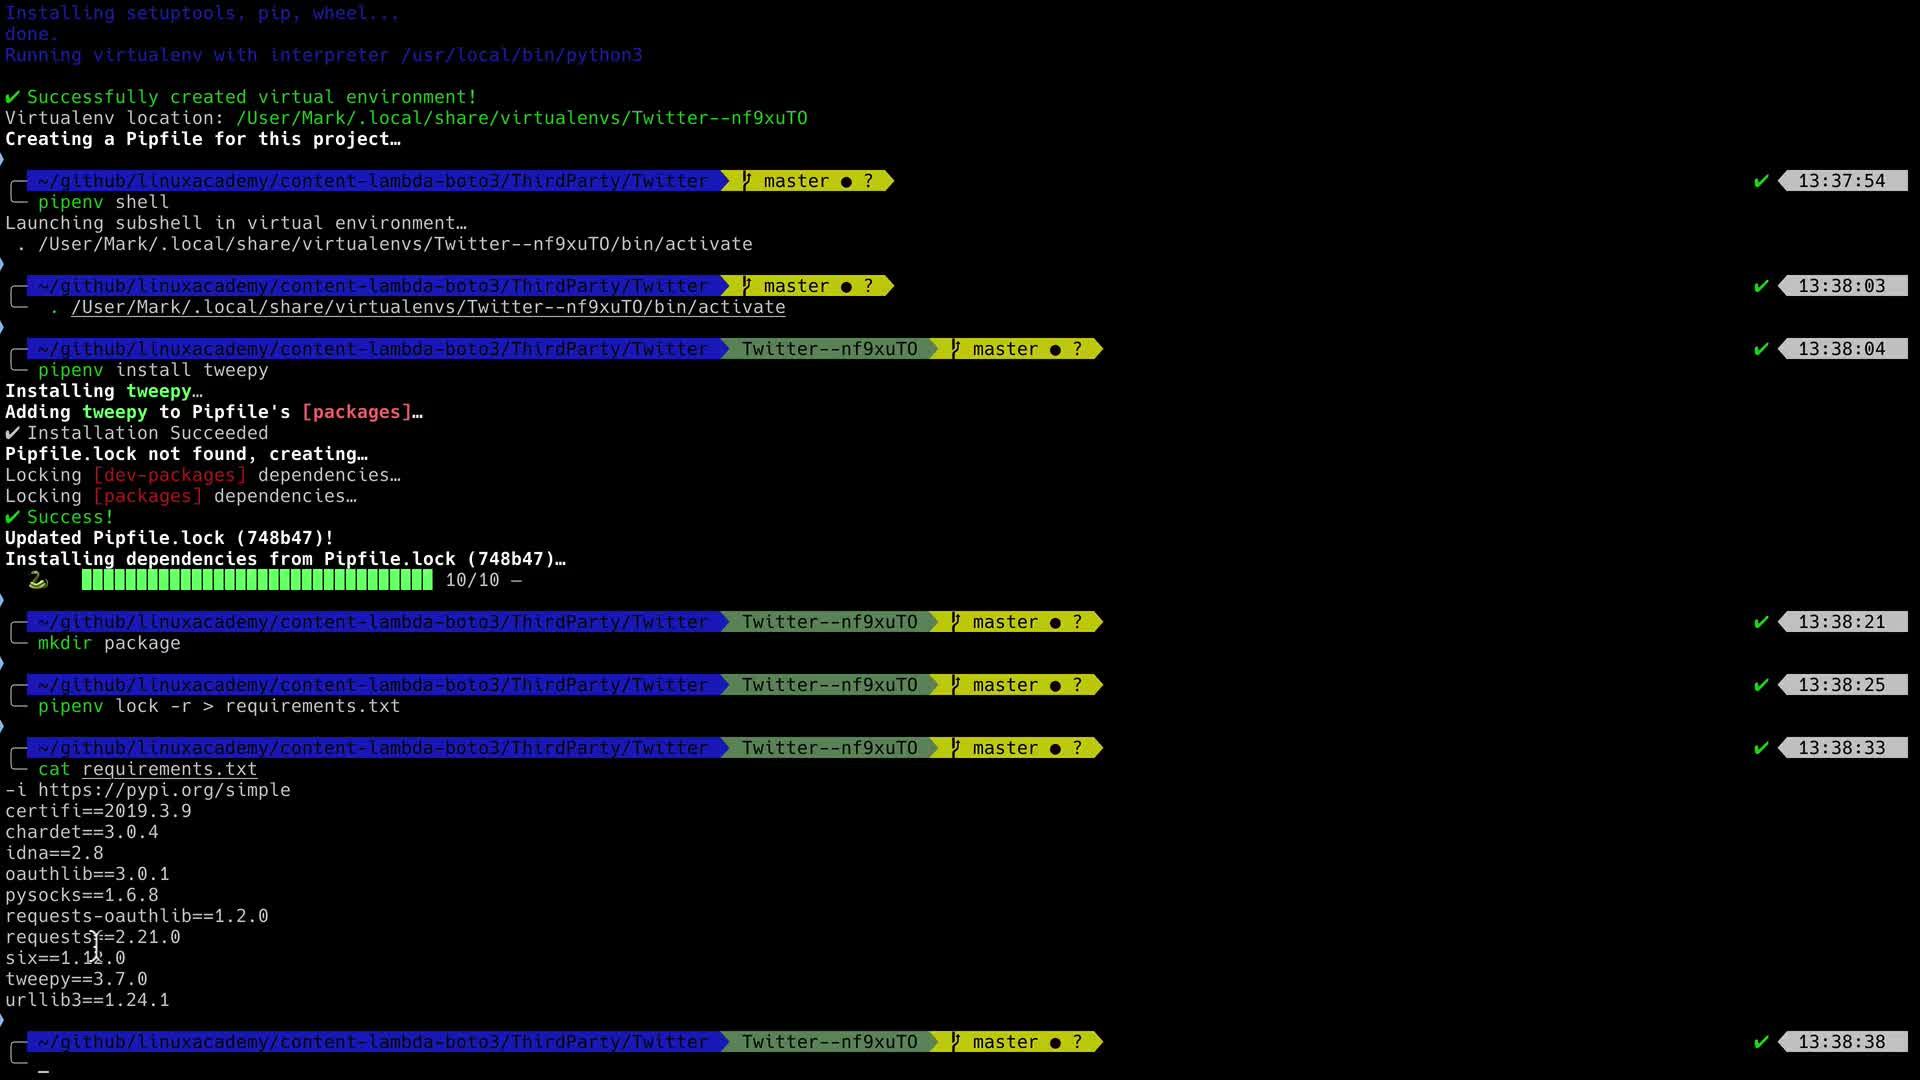 Installing setuptools, pip, wheel...
done.
Running virtualenv with interpreter /usr/local/bin/python3
✔ Successfully created virtual environment!
Virtualenv location: /User/Mark/.local/share/virtualenvs/Twitter--nf9xuTO
Creating a Pipfile for this project…
~/github/linuxacademy/content-lambda-boto3/ThirdParty/Twitter master ● ? ✔ 13:37:54
pipenv shell
Launching subshell in virtual environment…
. /User/Mark/.local/share/virtualenvs/Twitter--nf9xuTO/bin/activate
~/github/linuxacademy/content-lambda-boto3/ThirdParty/Twitter master ● ? ✔ 13:38:03
. /User/Mark/.local/share/virtualenvs/Twitter--nf9xuTO/bin/activate
~/github/linuxacademy/content-lambda-boto3/ThirdParty/Twitter Twitter--nf9xuTO master ● ? ✔ 13:38:04
pipenv install tweepy
Installing tweepy…
Adding tweepy to Pipfile's [packages]…
✔ Installation Succeeded
Pipfile.lock not found, creating…
Locking [dev-packages] dependencies…
Locking [packages] dependencies…
✔ Success!
Updated Pipfile.lock (748b47)!
Installing dependencies from Pipfile.lock (748b47)…
🐍 10/10 —
~/github/linuxacademy/content-lambda-boto3/ThirdParty/Twitter Twitter--nf9xuTO master ● ? ✔ 13:38:21
mkdir package
~/github/linuxacademy/content-lambda-boto3/ThirdParty/Twitter Twitter--nf9xuTO master ● ? ✔ 13:38:25
pipenv lock -r > requirements.txt
~/github/linuxacademy/content-lambda-boto3/ThirdParty/Twitter Twitter--nf9xuTO master ● ? ✔ 13:38:33
cat requirements.txt
-i https://pypi.org/simple
certifi==2019.3.9
chardet==3.0.4
idna==2.8
oauthlib==3.0.1
pysocks==1.6.8
requests-oauthlib==1.2.0
requests==2.21.0
six==1.12.0
tweepy==3.7.0
urllib3==1.24.1
~/github/linuxacademy/content-lambda-boto3/ThirdParty/Twitter Twitter--nf9xuTO master ● ? ✔ 13:38:38
_